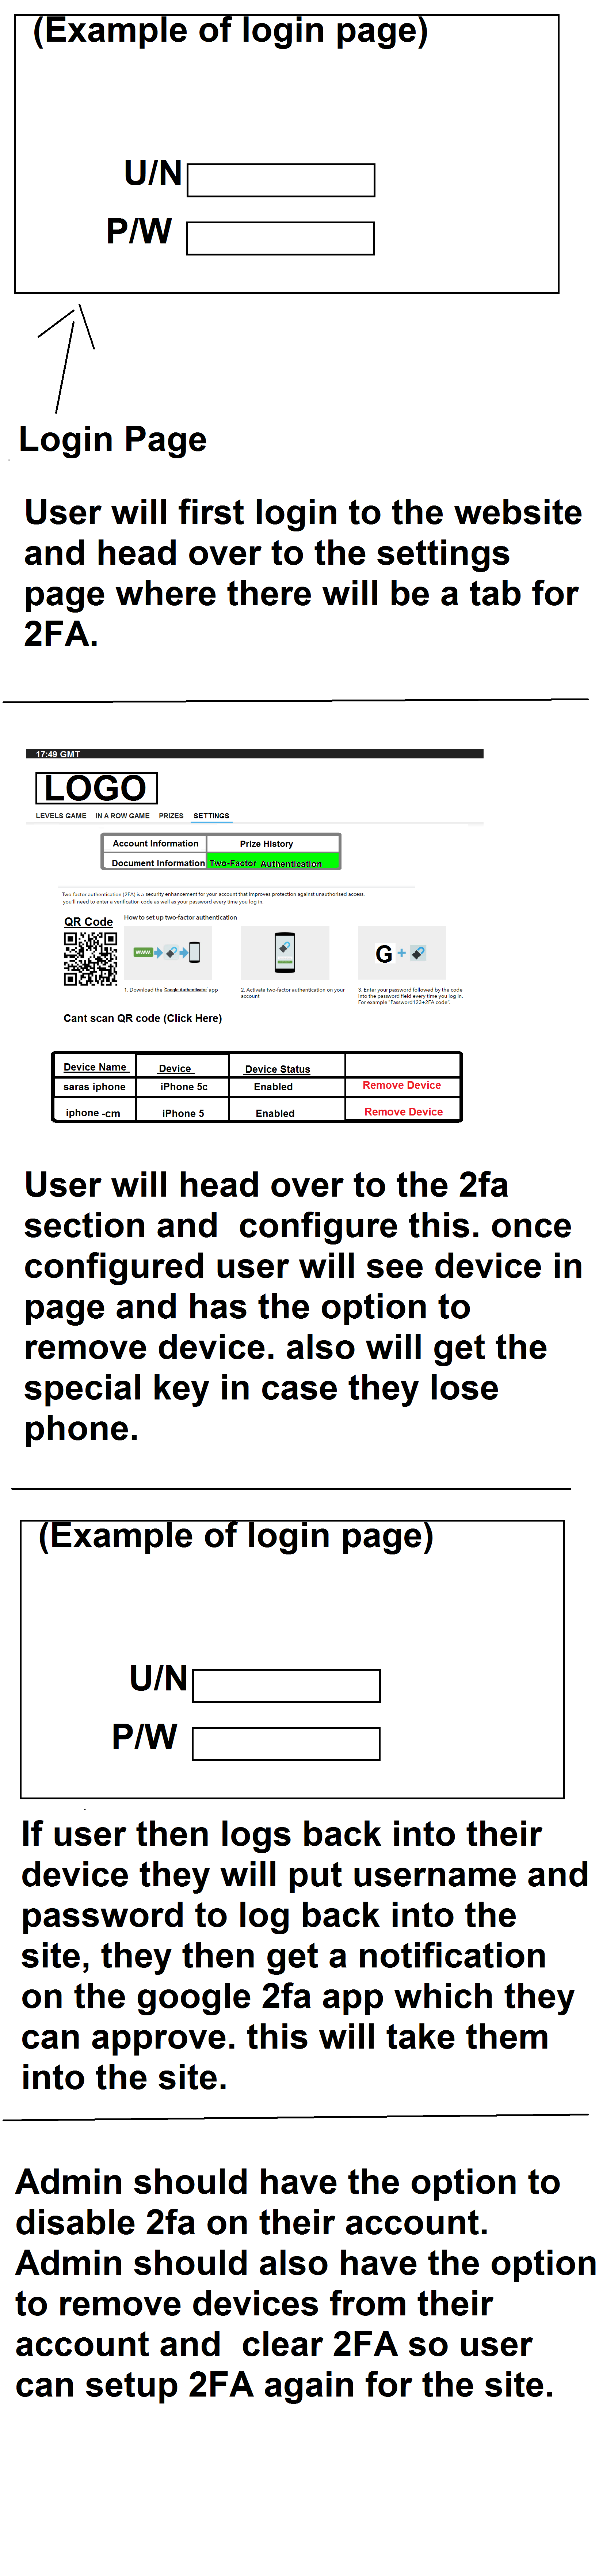 (Example of login page)
U/N
P/W
Login Page
User will first login to the website
and head over to the settings
page where there will be a tab for
2FA.
17:49 GMT
LOGO
LEVELS GAME IN A ROW GAME PRIZES SETTINGS
Account Information Prize History
Document Information Two-Factor Authentication
Two-factor authentication (2FA) is a security enhancement for your account that improves protection against unauthorised access.
you'll need to enter a verification code as well as your password every time you log in.
QR Code How to set up two-factor authentication
www.
G +
1. Download the Google Authenticator app
2. Activate two-factor authentication on your
account
3. Enter your password followed by the code
into the password field every time you log in.
For example "Password123+2FA code".
Cant scan QR code (Click Here)
Device Name Device Device Status
saras iphone iPhone 5c Enabled Remove Device
iphone -cm iPhone 5 Enabled Remove Device
User will head over to the 2fa
section and configure this. once
configured user will see device in
page and has the option to
remove device. also will get the
special key in case they lose
phone.
(Example of login page)
U/N
P/W
If user then logs back into their
device they will put username and
password to log back into the
site, they then get a notification
on the google 2fa app which they
can approve. this will take them
into the site.
Admin should have the option to
disable 2fa on their account.
Admin should also have the option
to remove devices from their
account and clear 2FA so user
can setup 2FA again for the site.